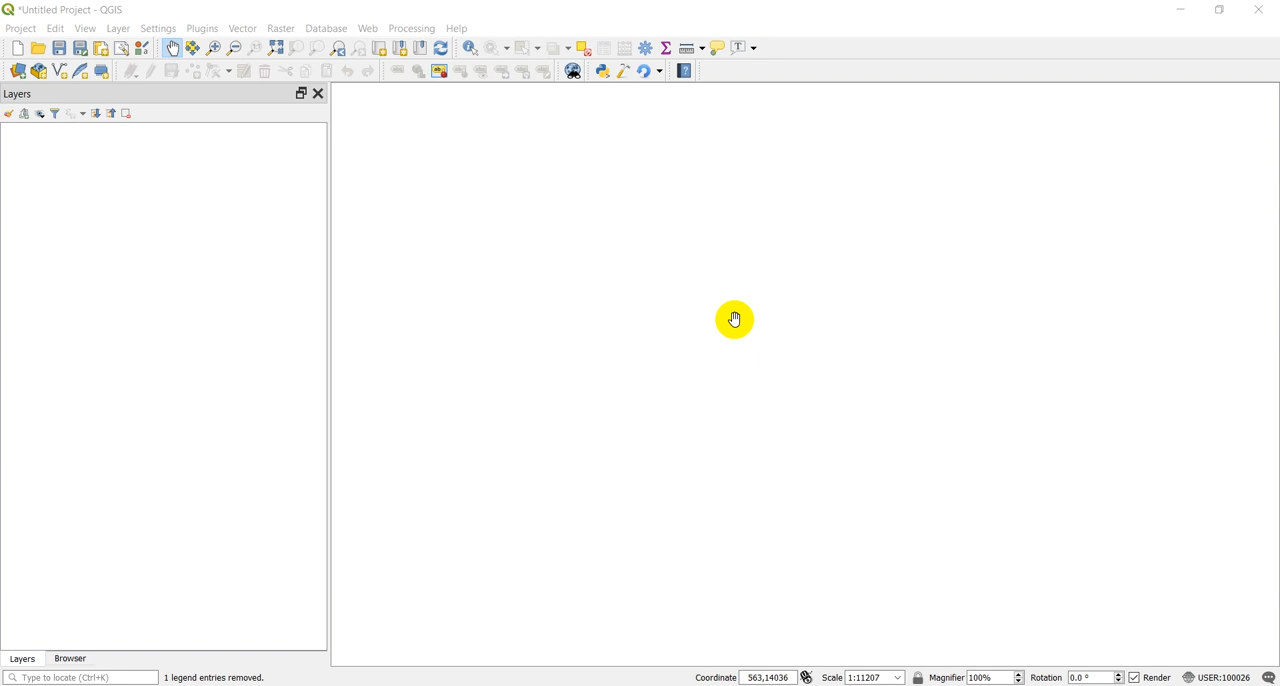 *Untitled Project - QGIS
Project Edit View Layer Settings Plugins Vector Raster Database Web Processing Help
Layers
Layers Browser
Type to locate (Ctrl+K) 1 legend entries removed. Coordinate 563,14036 Scale 1:11207 Magnifier 100% Rotation 0.0 ° Render USER:100026